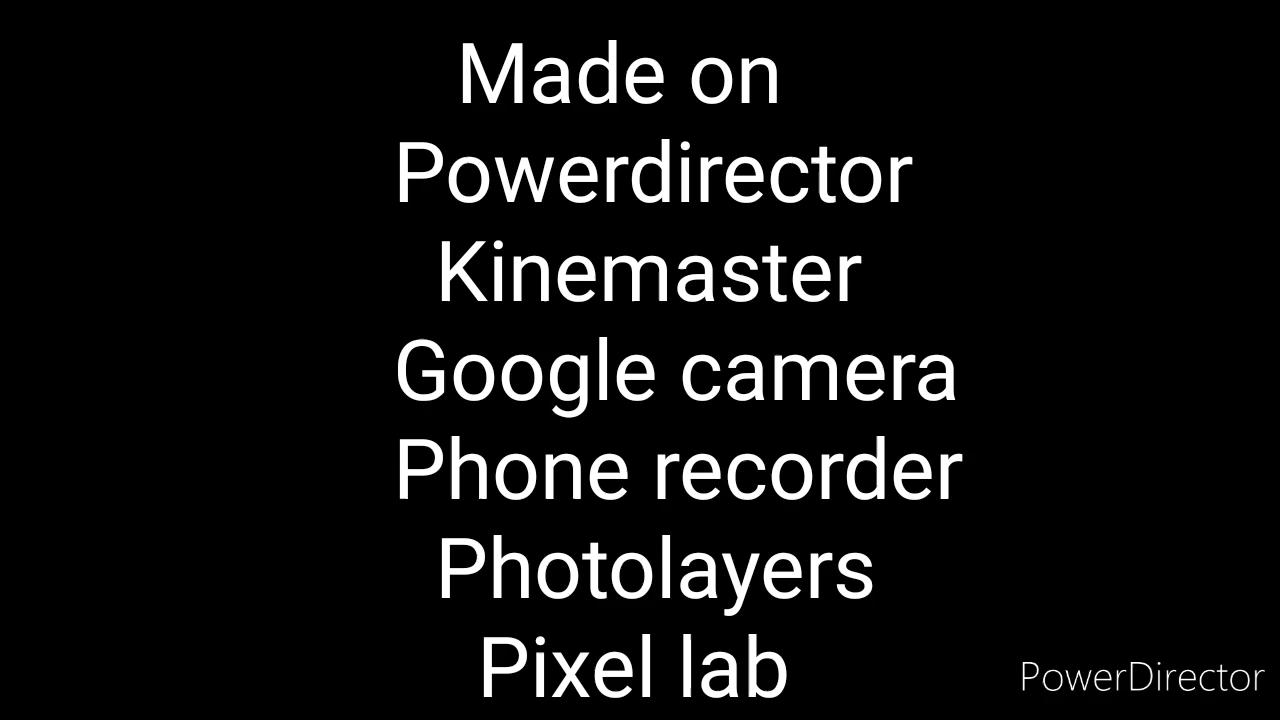 Made on
Powerdirector
Kinemaster
Google camera
Phone recorder
Photolayers
Pixel lab
PowerDirector